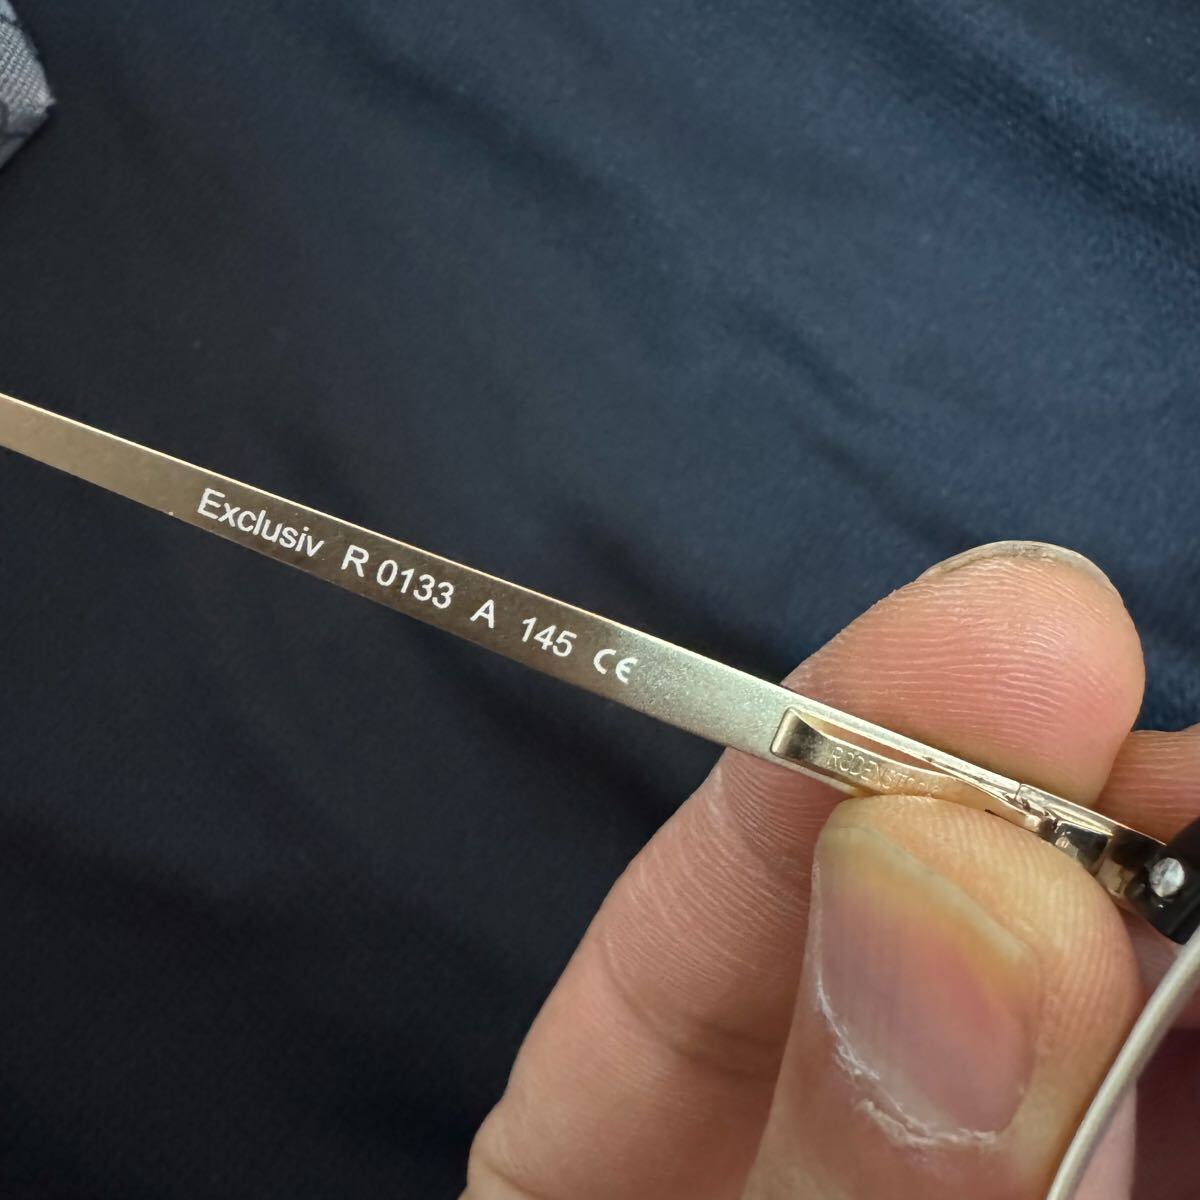 Exclusiv R 0133 A 145 CE
RODENSTOCK